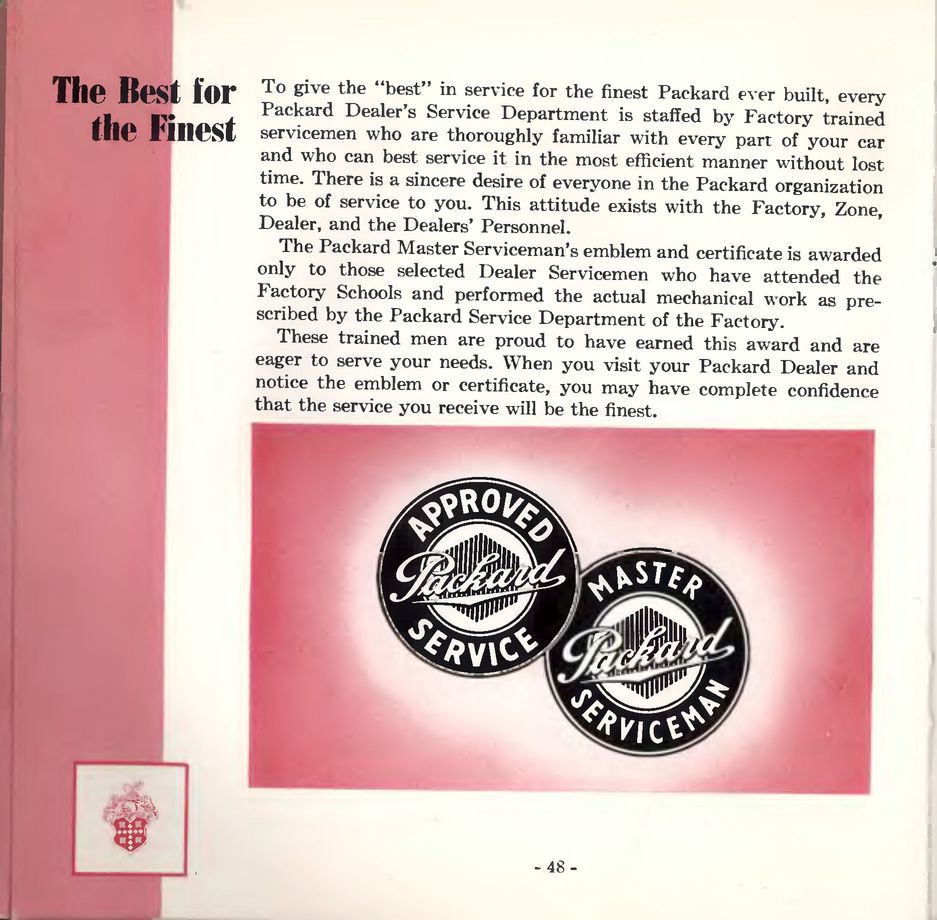 The Best for
the Finest
To give the “best” in service for the finest Packard ever built, every
Packard Dealer’s Service Department is staffed by Factory trained
servicemen who are thoroughly familiar with every part of your car
and who can best service it in the most efficient manner without lost
time. There is a sincere desire of everyone in the Packard organization
to be of service to you. This attitude exists with the Factory, Zone,
Dealer, and the Dealers’ Personnel.
The Packard Master Serviceman’s emblem and certificate is awarded
only to those selected Dealer Servicemen who have attended the
Factory Schools and performed the actual mechanical work as pre-
scribed by the Packard Service Department of the Factory.
These trained men are proud to have earned this award and are
eager to serve your needs. When you visit your Packard Dealer and
notice the emblem or certificate, you may have complete confidence
that the service you receive will be the finest.
APPROVED
Packard
SERVICE
MASTER
Packard
SERVICEMAN
- 48 -